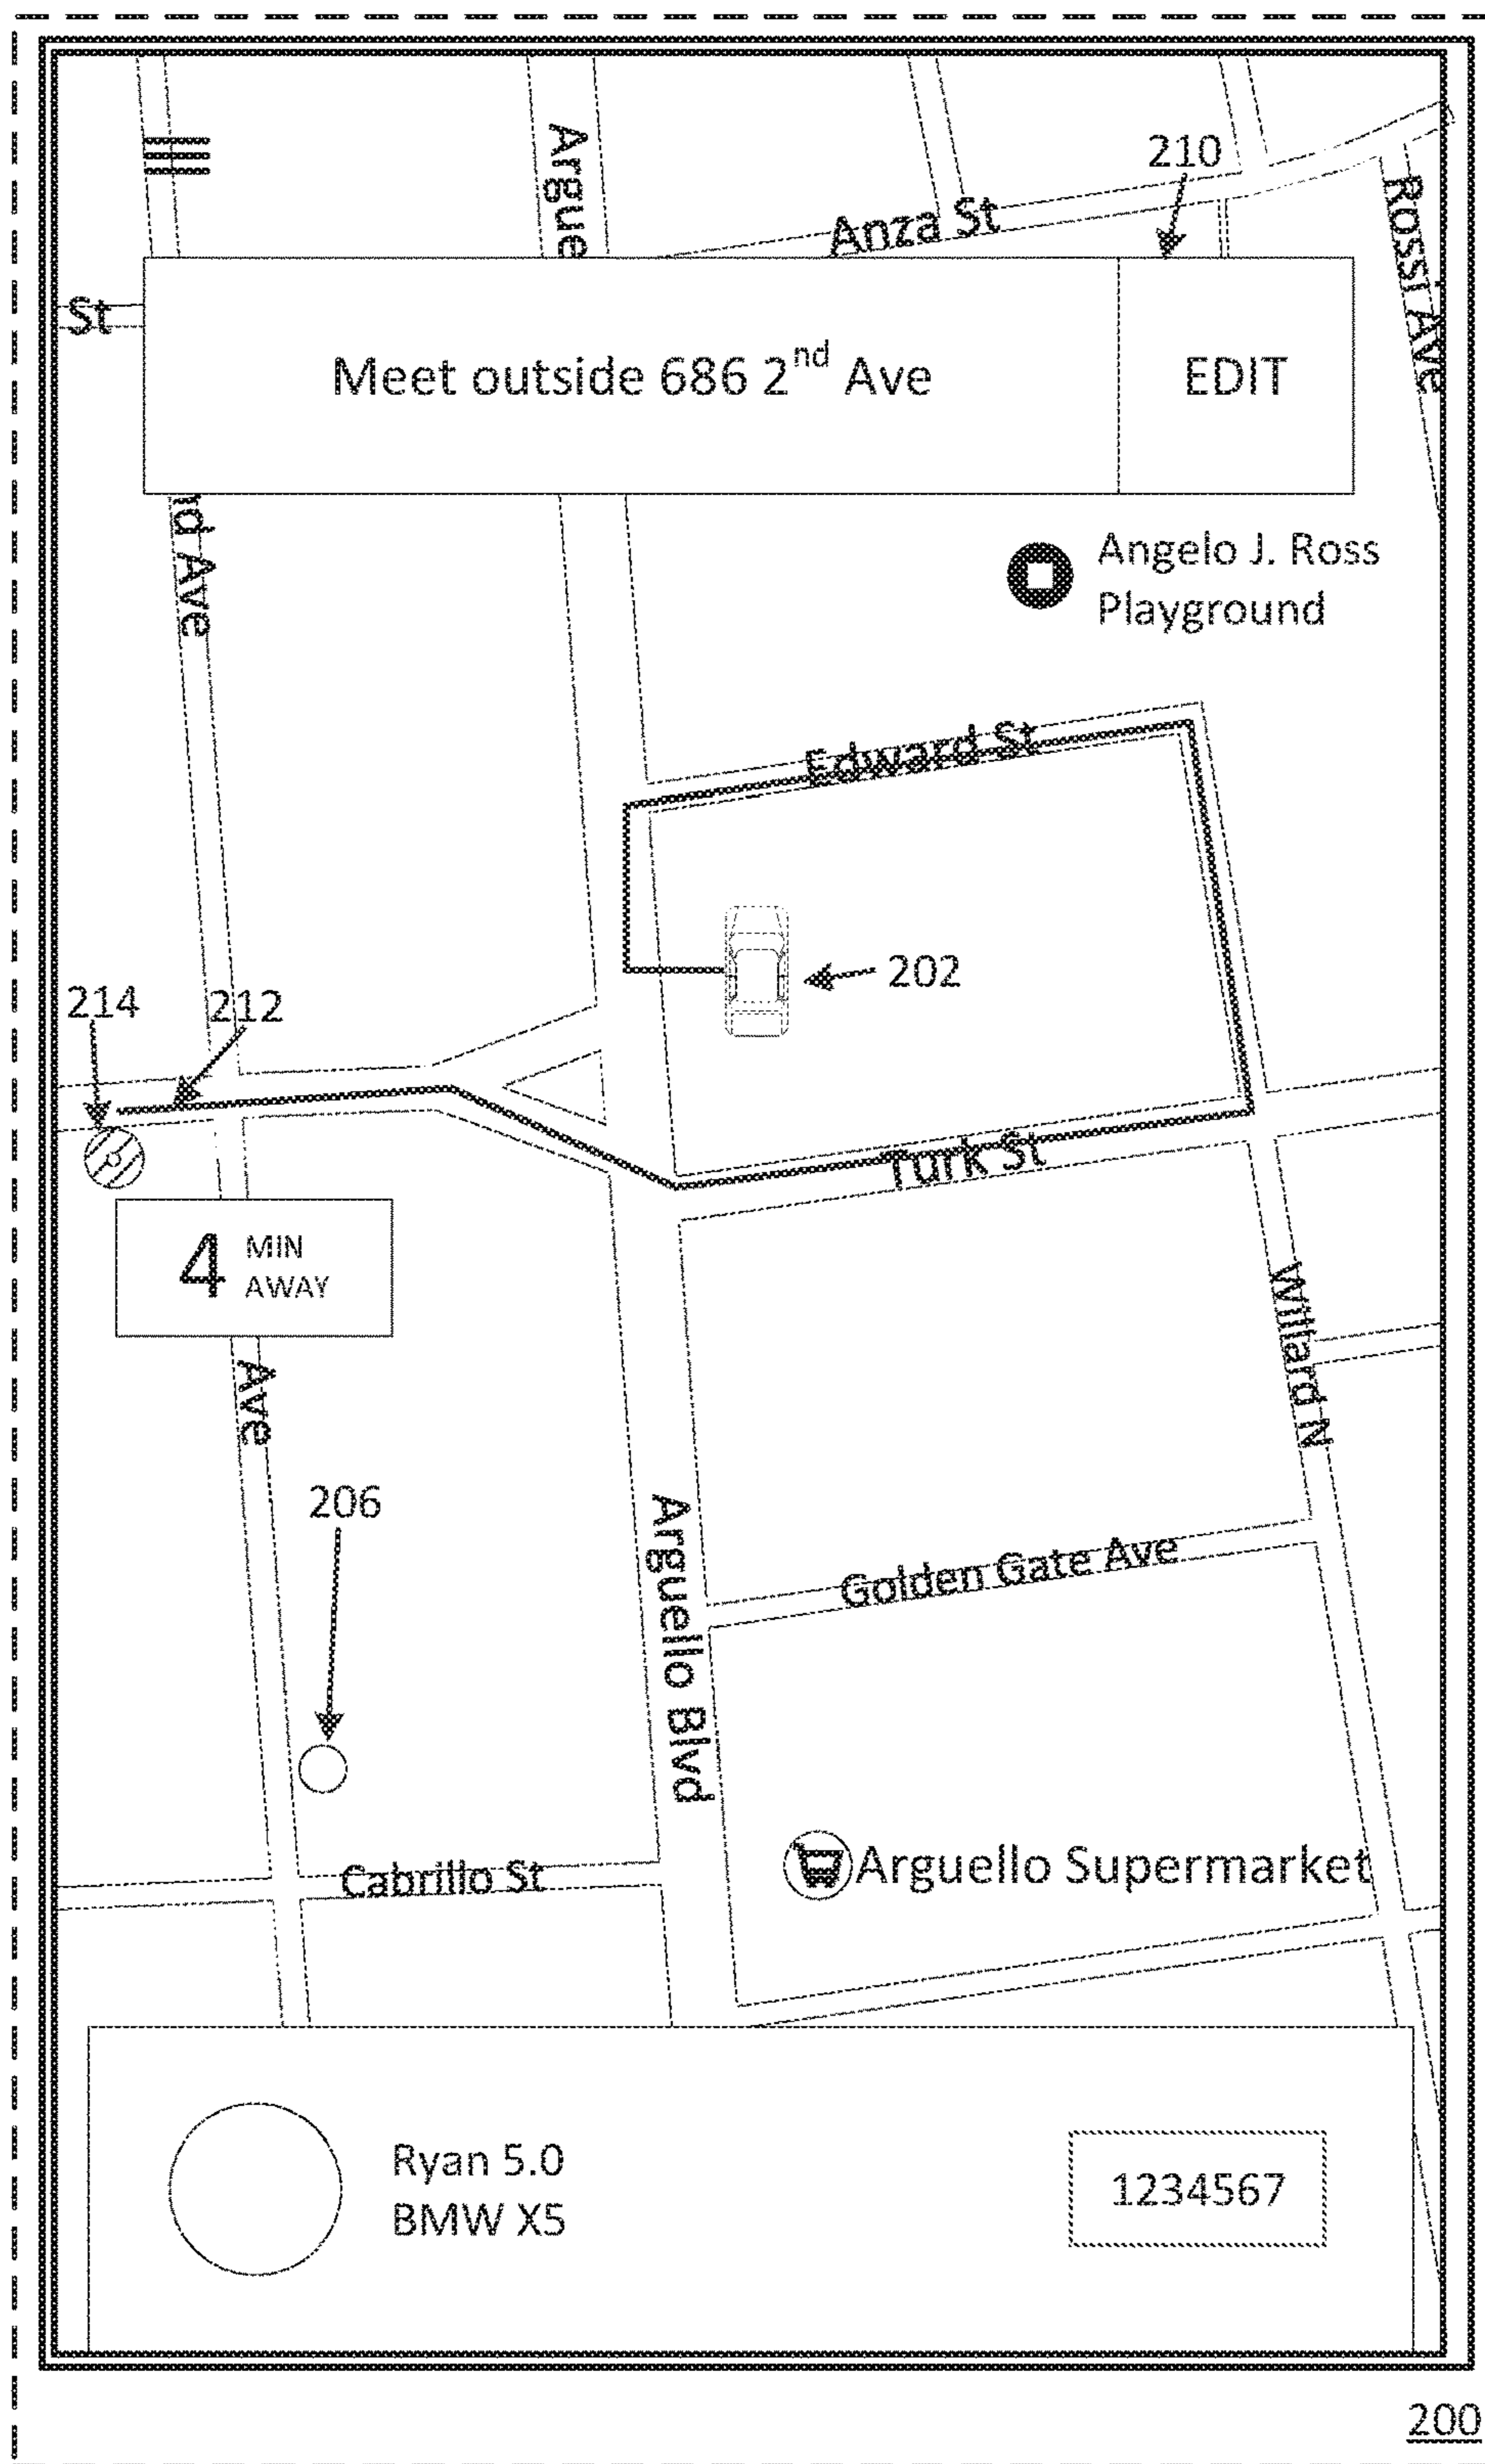 Argue
210
Anza St
Rossi Ave
St
Meet outside 686 2nd Ave
EDIT
rd Ave
Angelo J. Ross
Playground
Edward St
202
214
212
Turk St
4 MIN
AWAY
Willard N
Ave
206
Arguello Blvd
Golden Gate Ave
Cabrillo St
Arguello Supermarket
Ryan 5.0
BMW X5
1234567
200